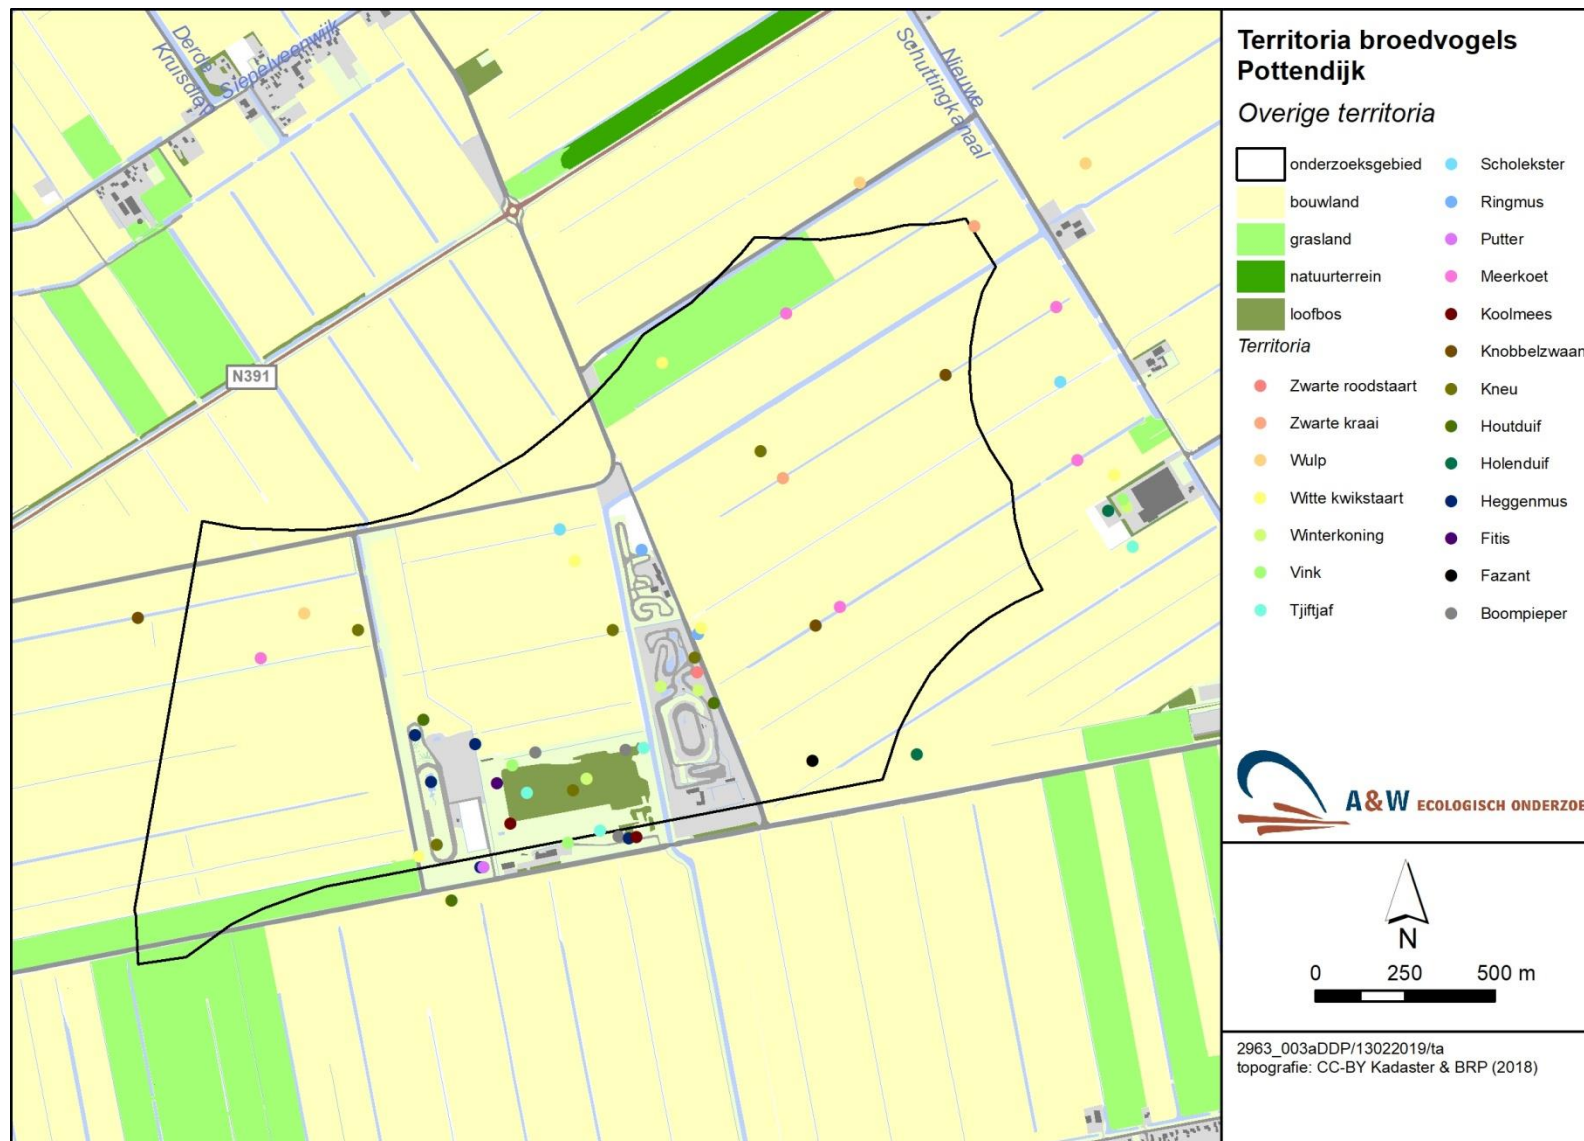 Derde
Kruisdiep
Siepelveenwijk
Nieuwe
Schuttingkanaal
N391
Territoria broedvogels
Pottendijk
Overige territoria
onderzoeksgebied
bouwland
grasland
natuurterrein
loofbos
Territoria
Zwarte roodstaart
Zwarte kraai
Wulp
Witte kwikstaart
Winterkoning
Vink
Tjiftjaf
Scholekster
Ringmus
Putter
Meerkoet
Koolmees
Knobbelzwaan
Kneu
Houtduif
Holenduif
Heggenmus
Fitis
Fazant
Boompieper
A&W ECOLOGISCH ONDERZOE
N
0 250 500 m
2963_003aDDP/13022019/ta
topografie: CC-BY Kadaster & BRP (2018)